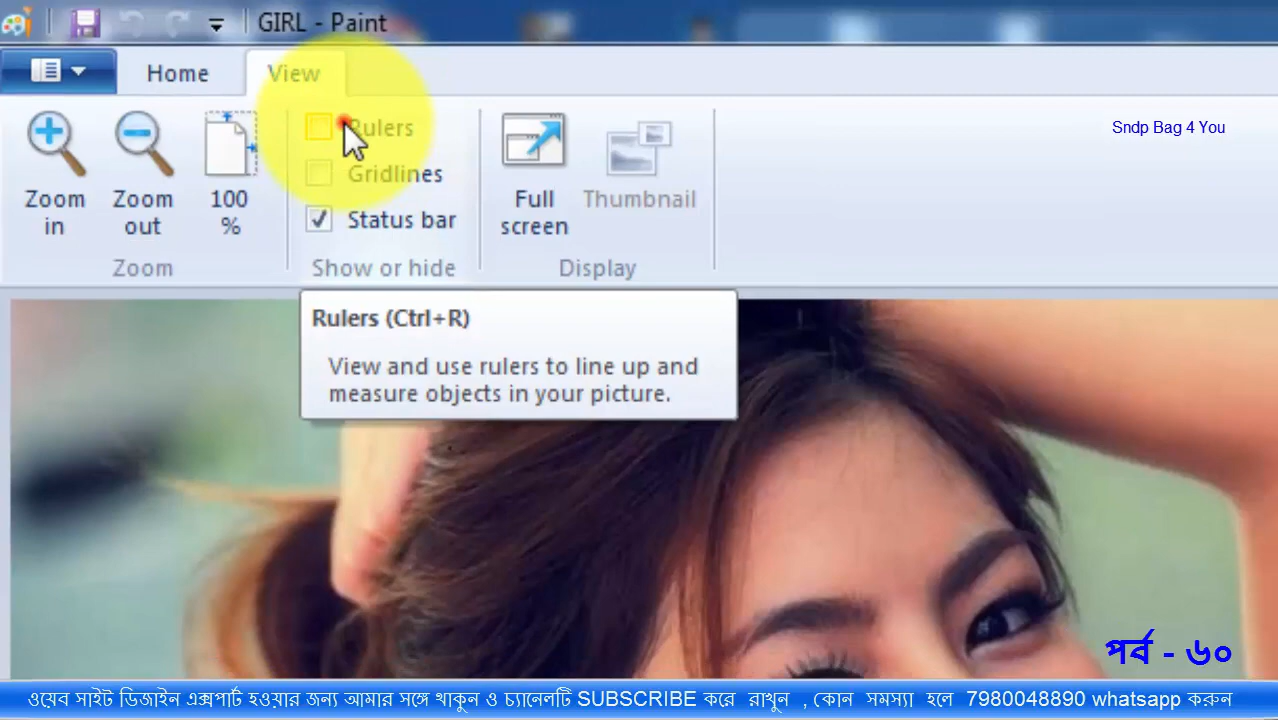 GIRL - Paint
Home View
Rulers
Gridlines
Status bar
Zoom in
Zoom out
100 %
Full screen
Thumbnail
Zoom
Show or hide
Display
Sndp Bag 4 You
Rulers (Ctrl+R)
View and use rulers to line up and
measure objects in your picture.
পর্ব - ৬০
ওয়েব সাইট ডিজাইন এক্সপার্ট হওয়ার জন্য আমার সঙ্গে থাকুন ও চ্যানেলটি SUBSCRIBE করে রাখুন , কোন সমস্যা হলে 7980048890 whatsapp করুন